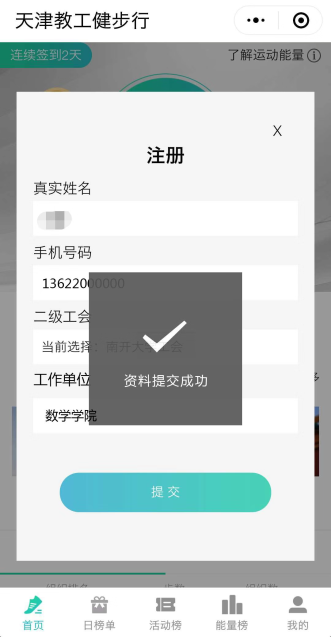 天津教工健步行
连续签到2天
了解运动能量
X
注册
真实姓名
手机号码
13622000000
二级工会
当前选择：南开大学工会
工作单位
多
数学学院
资料提交成功
提交
首页
日榜单
活动榜
能量榜
我的